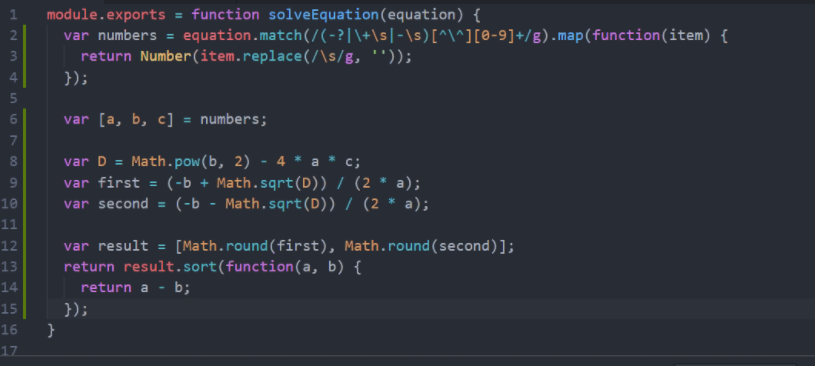 1 module.exports = function solveEquation(equation) {
2 var numbers = equation.match(/(-?|\+\s|-\s)[^\^][0-9]+/g).map(function(item) {
3 return Number(item.replace(/\s/g, ''));
4 });
5
6 var [a, b, c] = numbers;
7
8 var D = Math.pow(b, 2) - 4 * a * c;
9 var first = (-b + Math.sqrt(D)) / (2 * a);
10 var second = (-b - Math.sqrt(D)) / (2 * a);
11
12 var result = [Math.round(first), Math.round(second)];
13 return result.sort(function(a, b) {
14 return a - b;
15 });
16 }
17